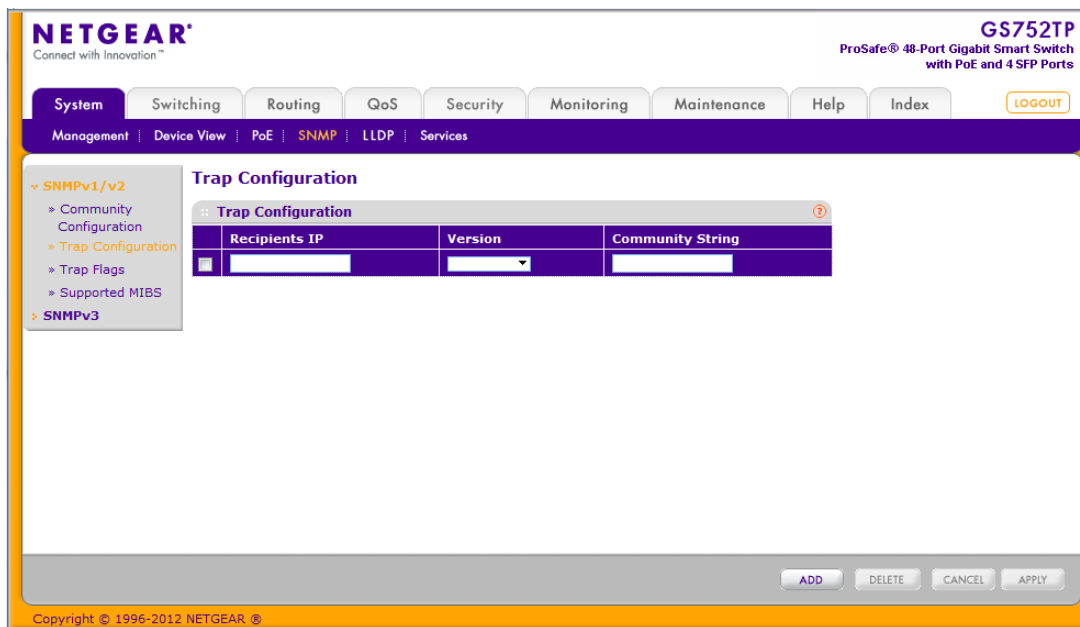 NETGEAR®
Connect with Innovation™
GS752TP
ProSafe® 48-Port Gigabit Smart Switch
with PoE and 4 SFP Ports
System Switching Routing QoS Security Monitoring Maintenance Help Index LOGOUT
Management Device View PoE SNMP LLDP Services
SNMPv1/v2
» Community
Configuration
» Trap Configuration
» Trap Flags
» Supported MIBS
SNMPv3
Trap Configuration
Trap Configuration ?
Recipients IP Version Community String
ADD DELETE CANCEL APPLY
Copyright © 1996-2012 NETGEAR ®